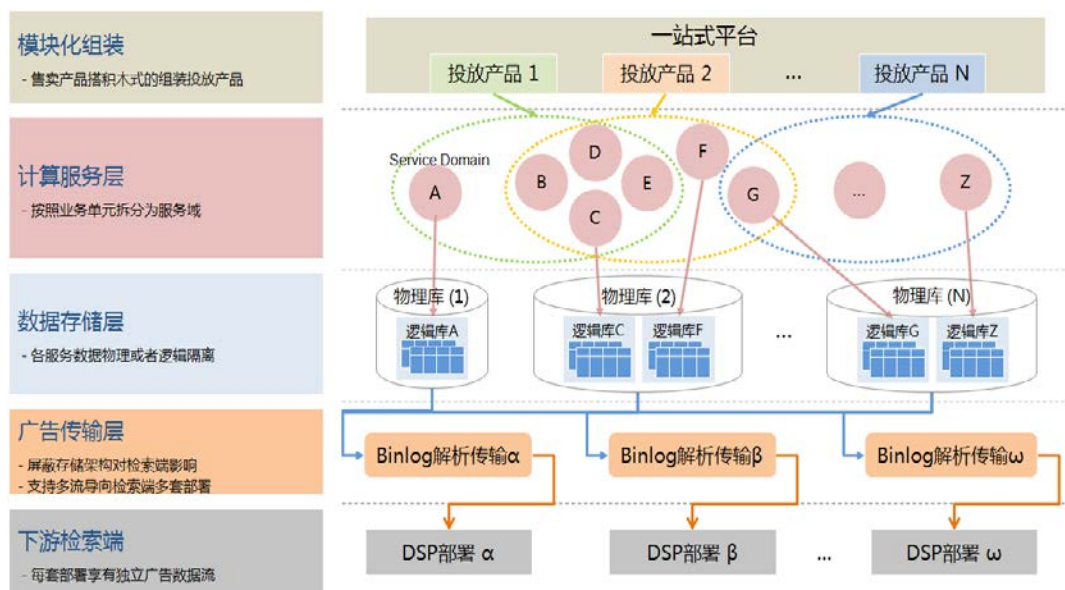 模块化组装
- 售卖产品搭积木式的组装投放产品
一站式平台
投放产品 1
投放产品 2
...
投放产品 N
计算服务层
- 按照业务单元拆分为服务域
Service Domain
A
B
D
C
E
F
G
...
Z
数据存储层
- 各服务数据物理或者逻辑隔离
物理库 (1)
逻辑库A
物理库 (2)
逻辑库C
逻辑库F
...
物理库 (N)
逻辑库G
逻辑库Z
广告传输层
- 屏蔽存储架构对检索端影响
- 支持多流导向检索端多套部署
Binlog解析传输α
Binlog解析传输β
Binlog解析传输ω
下游检索端
- 每套部署享有独立广告数据流
DSP部署 α
DSP部署 β
...
DSP部署 ω